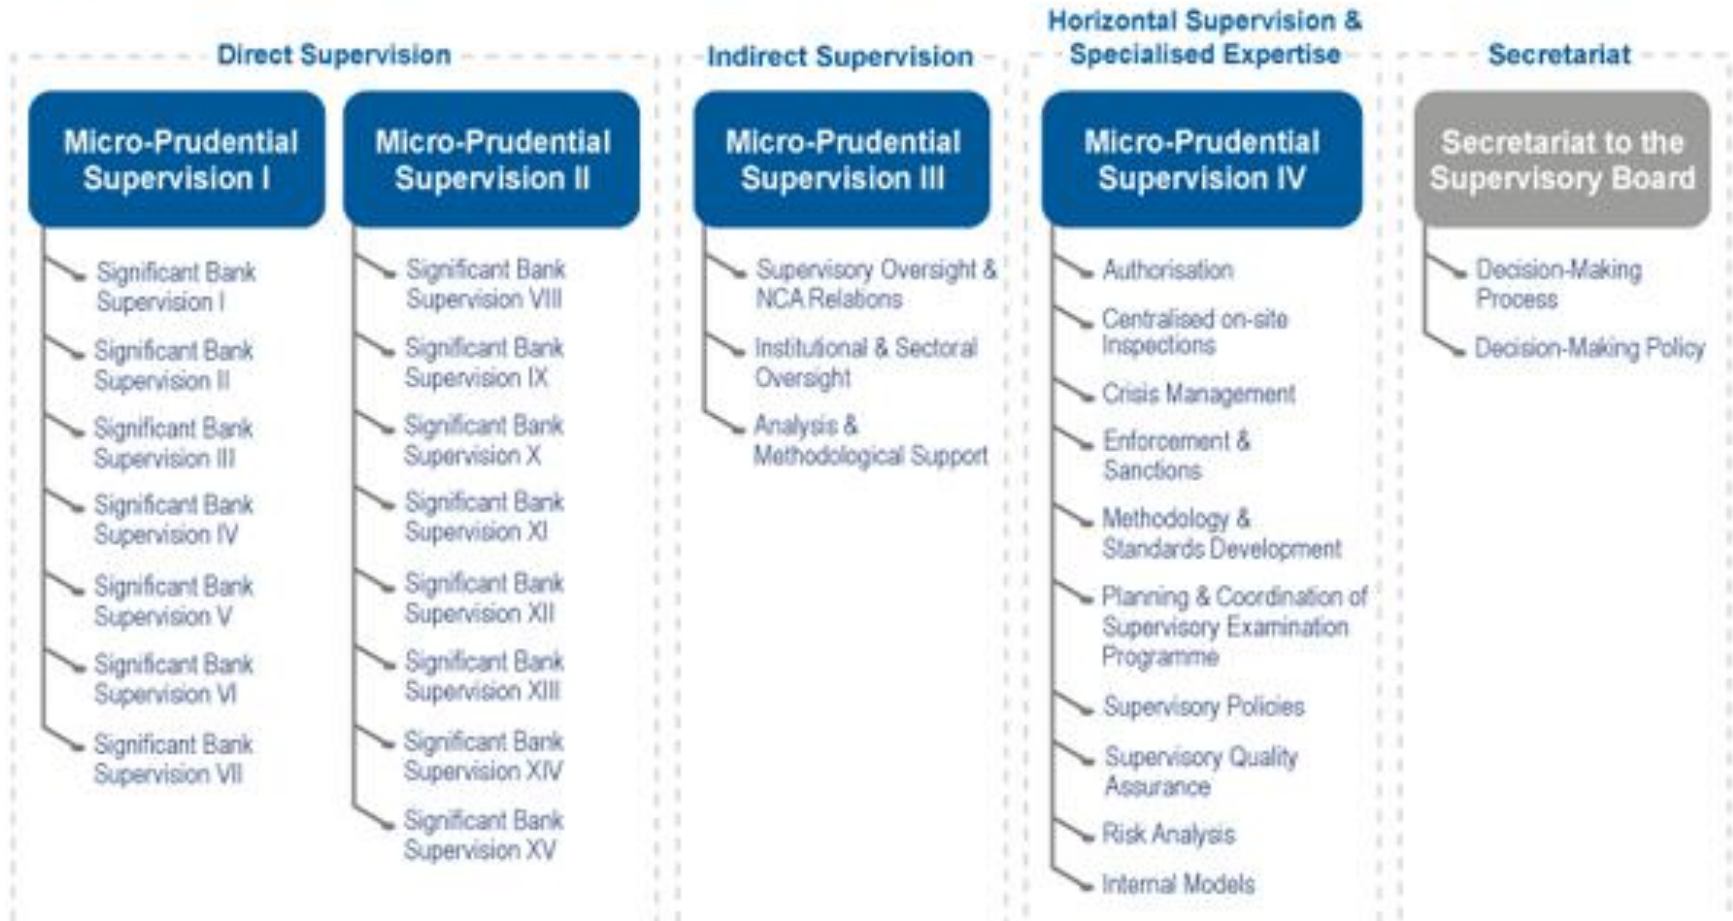 Direct Supervision
Micro-Prudential
Supervision I
Significant Bank
Supervision I
Significant Bank
Supervision II
Significant Bank
Supervision III
Significant Bank
Supervision IV
Significant Bank
Supervision V
Significant Bank
Supervision VI
Significant Bank
Supervision VII
Micro-Prudential
Supervision II
Significant Bank
Supervision VIII
Significant Bank
Supervision IX
Significant Bank
Supervision X
Significant Bank
Supervision XI
Significant Bank
Supervision XII
Significant Bank
Supervision XIII
Significant Bank
Supervision XIV
Significant Bank
Supervision XV
Indirect Supervision
Micro-Prudential
Supervision III
Supervisory Oversight &
NCA Relations
Institutional & Sectoral
Oversight
Analysis &
Methodological Support
Horizontal Supervision &
Specialised Expertise
Micro-Prudential
Supervision IV
Authorisation
Centralised on-site
Inspections
Crisis Management
Enforcement &
Sanctions
Methodology &
Standards Development
Planning & Coordination of
Supervisory Examination
Programme
Supervisory Policies
Supervisory Quality
Assurance
Risk Analysis
Internal Models
Secretariat
Secretariat to the
Supervisory Board
Decision-Making
Process
Decision-Making Policy